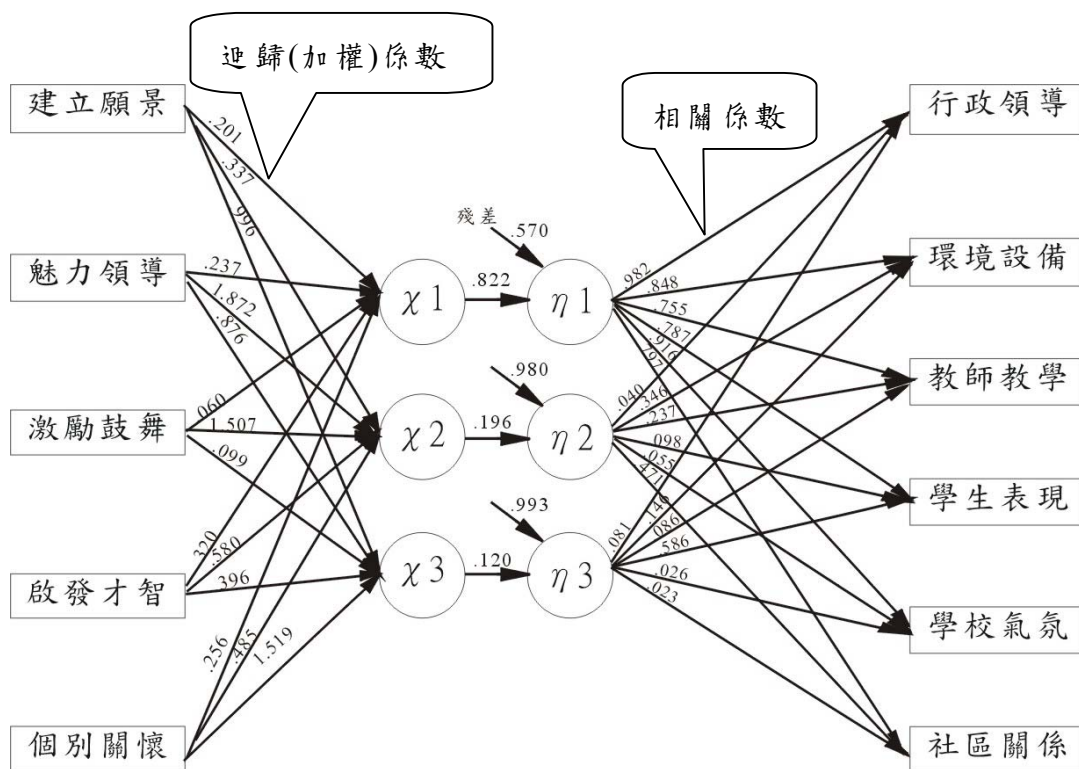 迴歸(加權)係數
相關係數
建立願景
魅力領導
激勵鼓舞
啟發才智
個別關懷
.201
.337
.996
.237
1.872
.876
.060
1.507
.099
.320
.580
.396
.256
.485
1.519
χ1
χ2
χ3
.822
.196
.120
殘差
.570
.980
.993
η1
η2
η3
.982
.848
.755
.787
.916
.797
.040
.346
.237
.098
.055
.471
.081
.146
.086
.586
.026
.023
行政領導
環境設備
教師教學
學生表現
學校氣氛
社區關係